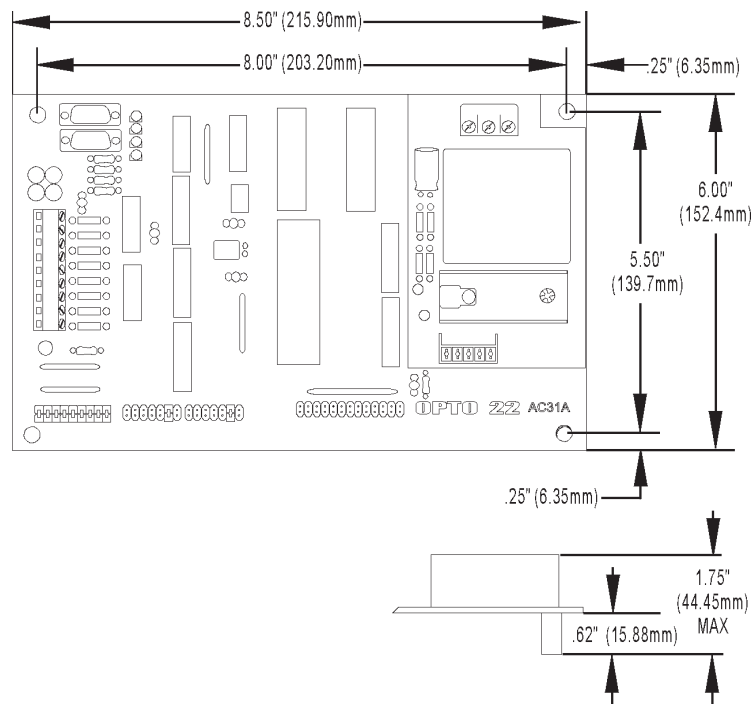 8.50" (215.90mm)
8.00" (203.20mm)
.25" (6.35mm)
6.00"
(152.4mm)
5.50"
(139.7mm)
OPTO 22 AC31A
.25" (6.35mm)
1.75"
(44.45mm)
MAX
.62" (15.88mm)